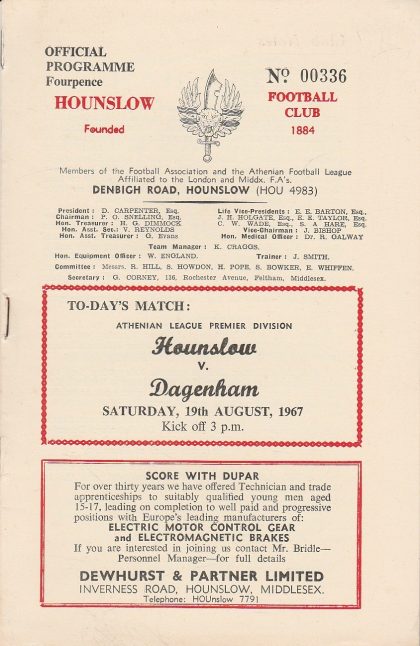 OFFICIAL
PROGRAMME
Fourpence
No 00336
HOUNSLOW
FOOTBALL
CLUB
Founded
1884
Members of the Football Association and the Athenian Football League
Affiliated to the London and Middx. F.A's.
DENBIGH ROAD, HOUNSLOW (HOU 4983)
President : D. CARPENTER, Esq.
Chairman : P. O. SNELLING, Esq.
Hon. Treasurer : H. G. DIMMOCK
Hon. Asst. Sec. : V. REYNOLDS
Hon. Asst. Treasurer : G. Evans
Life Vice-Presidents : E. E. BARTON, Esq.,
J. H. HOLGATE, Esq., E. K. TAYLOR, Esq.
C. W. WADE, Esq., S. A. HARE, Esq.
Vice-Chairman : J. BISHOP
Hon. Medical Officer : Dr. R. GALWAY
Team Manager : K. CRAGGS.
Hon. Equipment Officer : W. ENGLAND. Trainer : J. SMITH.
Committee : Messrs. R. HILL, S. HOWDON, H. POPE, S. BOWKER, E. WHIFFEN.
Secretary : G. CORNEY, 116, Rochester Avenue, Feltham, Middlesex.
TO-DAY'S MATCH :
ATHENIAN LEAGUE PREMIER DIVISION
Hounslow
v.
Dagenham
SATURDAY, 19th AUGUST, 1967
Kick off 3 p.m.
SCORE WITH DUPAR
For over thirty years we have offered Technician and trade
apprenticeships to suitably qualified young men aged
15-17, leading on completion to well paid and progressive
positions with Europe's leading manufacturers of:
ELECTRIC MOTOR CONTROL GEAR
and ELECTROMAGNETIC BRAKES
If you are interested in joining us contact Mr. Bridle—
Personnel Manager—for full details
DEWHURST & PARTNER LIMITED
INVERNESS ROAD, HOUNSLOW, MIDDLESEX.
Telephone: HOUnslow 7791